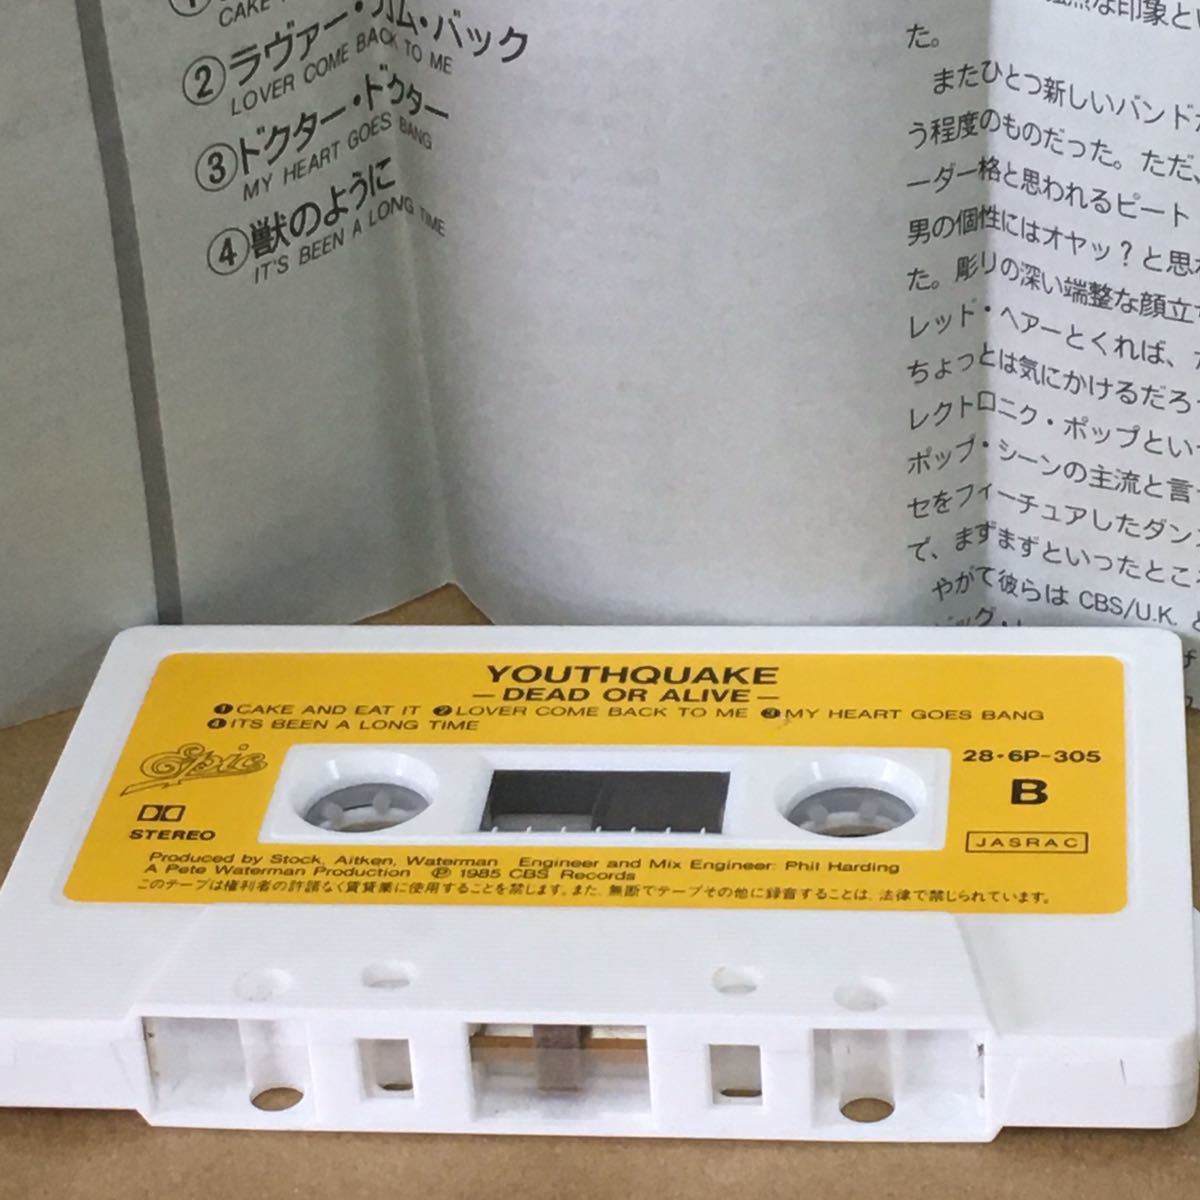 ①
CAKE
②ラヴァー・カム・バック
LOVER COME BACK TO ME
③ドクター・ドクター
MY HEART GOES BANG
④獣のように
IT'S BEEN A LONG TIME
な印象とい
た。
またひとつ新しいバンド
う程度のものだった。ただ、
ーダー格と思われるピート・
男の個性にはオヤッ？と思
た。彫りの深い端整な顔立ち
レッド・ヘアーとくれば、
ちょっとは気にかけるだろ
レクトロニク・ポップという
ポップ・シーンの主流と言
セをフィーチュアしたダン
で、まずまずといったところ
やがて彼らは CBS/U.K. と
YOUTHQUAKE
— DEAD OR ALIVE —
❶CAKE AND EAT IT ❷LOVER COME BACK TO ME ❸MY HEART GOES BANG
❹ITS BEEN A LONG TIME
Epic
28・6P-305
B
STEREO
JASRAC
Produced by Stock, Aitken, Waterman Engineer and Mix Engineer: Phil Harding
A Pete Waterman Production Ⓟ 1985 CBS Records
このテープは権利者の許諾なく賃貸業に使用することを禁じます。また、無断でテープその他に録音することは、法律で禁じられています。